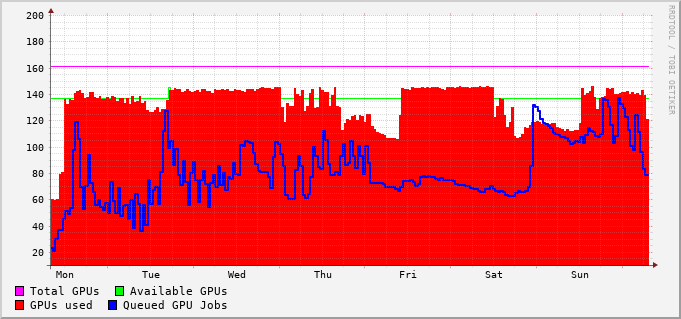 200
180
160
140
120
100
80
60
40
20
Mon Tue Wed Thu Fri Sat Sun
RRDTOOL / TOBI OETIKER
Total GPUs Available GPUs
GPUs used Queued GPU Jobs